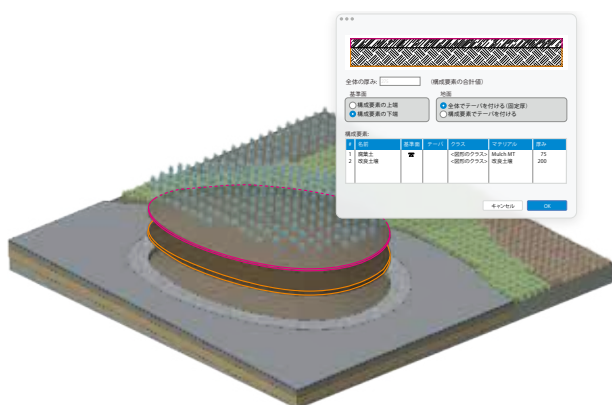 全体の厚み: (構成要素の合計値)
基準面 地面
構成要素の上端 全体でテーパを付ける(固定厚)
構成要素の下端 構成要素でテーパを付ける
構成要素:
# 名前 基準面 テーパ クラス マテリアル 厚み
1 腐葉土 <図形のクラス> Mulch MT 75
2 改良土壌 <図形のクラス> 改良土壌 200
キャンセル OK